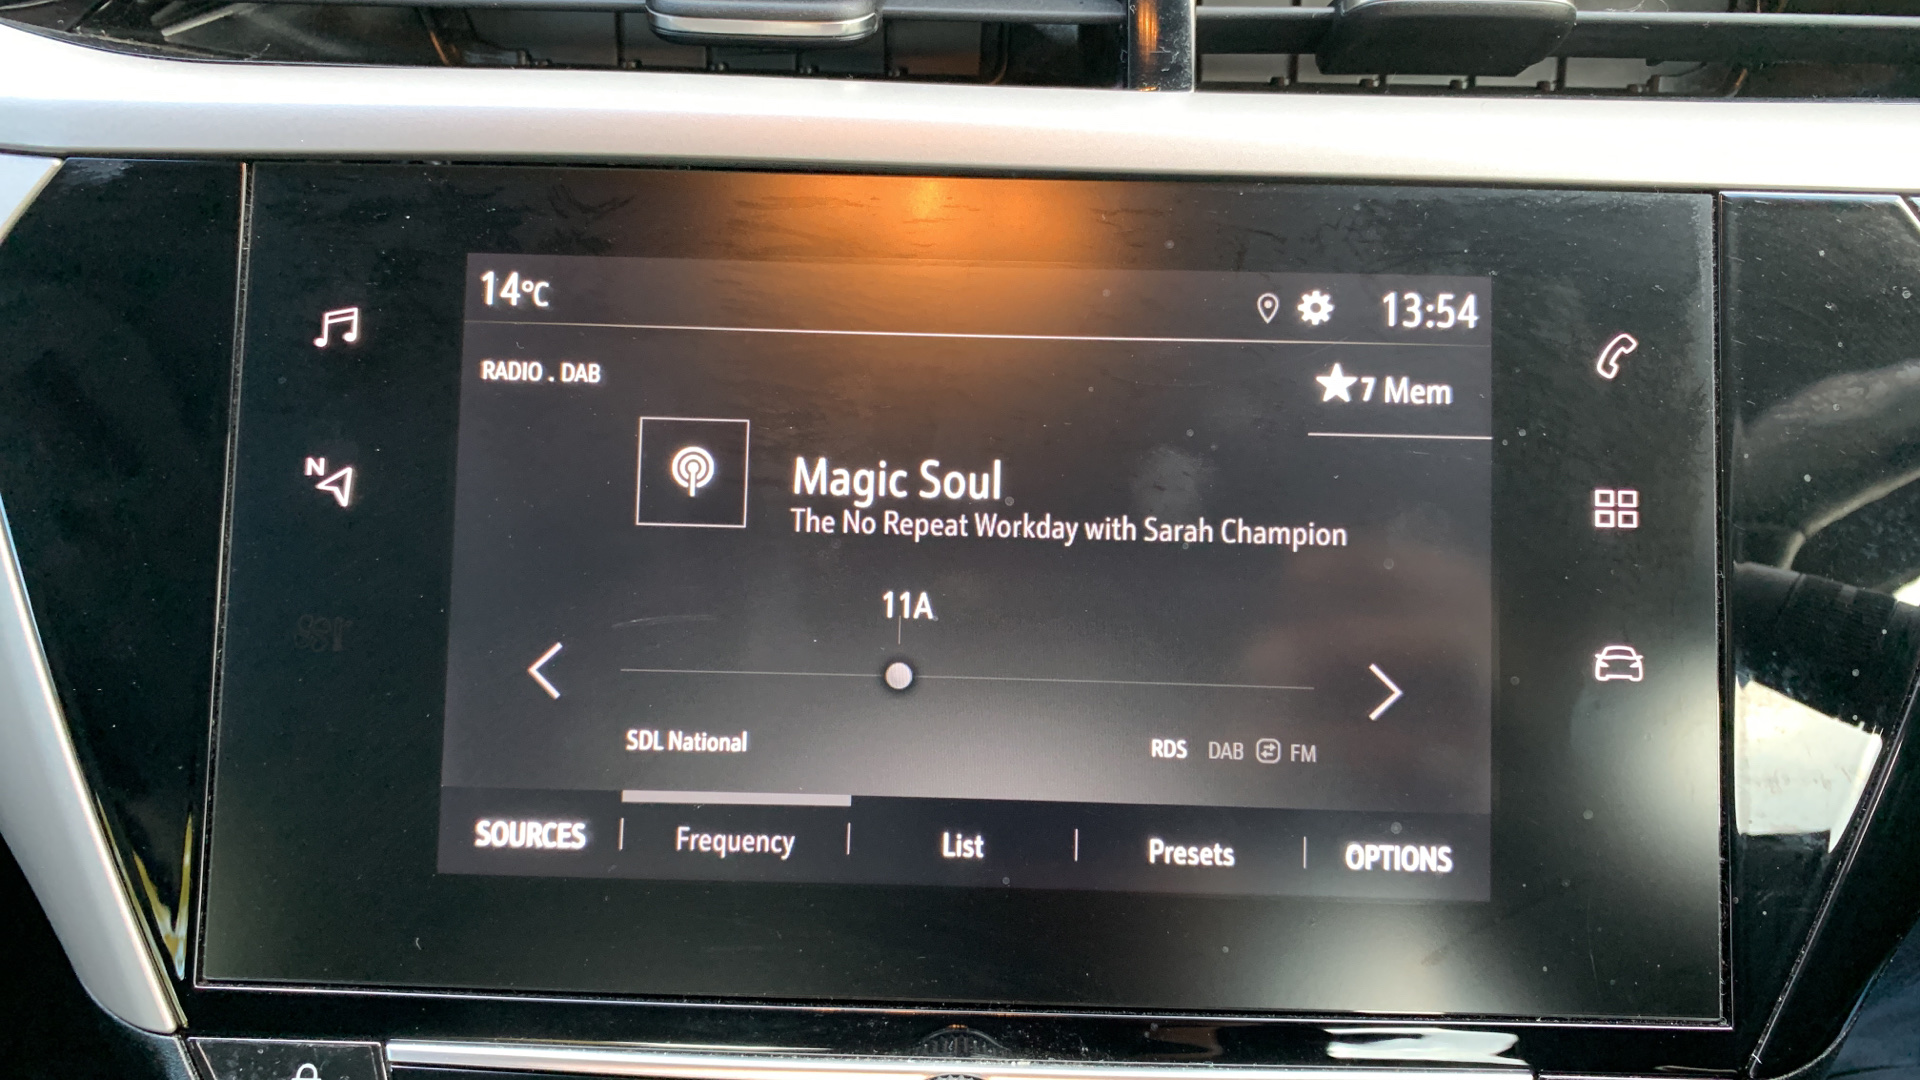 14°C
13:54
RADIO . DAB
7 Mem
N
Magic Soul
The No Repeat Workday with Sarah Champion
11A
SDL National
RDS DAB FM
SOURCES Frequency List Presets OPTIONS